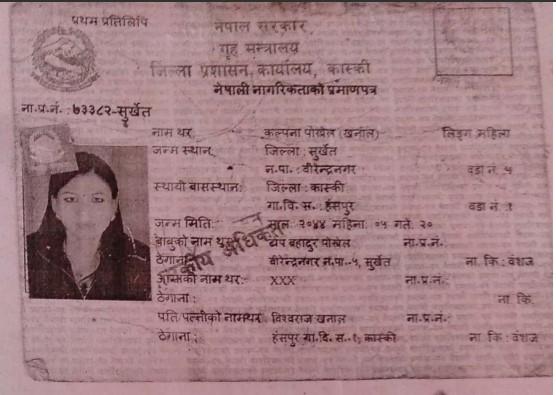 प्रथम प्रतिलिपि
नेपाल सरकार
गृह मन्त्रालय
जिल्ला प्रशासन, कार्यालय, कास्की
नेपाली नागरिकताको प्रमाणपत्र
ना.प्र.नं. : ७३३८२-सुर्खेत
नाम थर कल्पना पोखेल (खनाल) लिङ्ग महिला
जन्म स्थान जिल्ला : सुर्खेत
न.पा. : वीरेन्द्रनगर वडा नं. ५
स्थायी बासस्थान: जिल्ला : कास्की
गा.वि. स. : हंसपुर वडा नं. १
जन्म मिति: साल: २०४४ महिना: ०५ गते: २०
बाबुको नाम थर: बहादुर पोखेल ना.प्र.नं.
ठेगाना: वीरेन्द्रनगर न.पा.-५, सुर्खेत ना. कि: वंशज
आमाको नाम थर: XXX ना.प्र.नं.
ठेगाना: ना कि.
पति/पत्नीको नामथर: विश्वराज खनाल ना.प्र.नं.
ठेगाना : हंसपुर गा.वि. स.-१, कास्की ना कि : वंशज